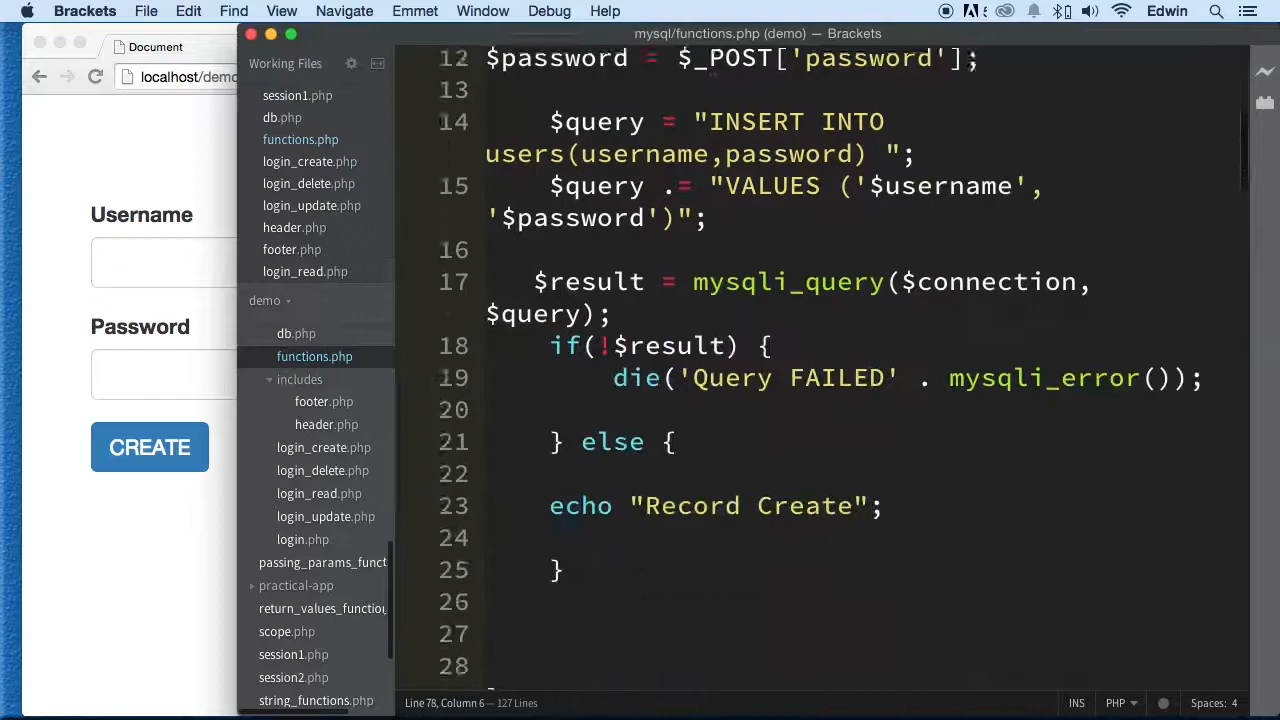 Brackets File Edit Find View Navigate Emmet Window Debug Help 5 Edwin
Document
mysql/functions.php (demo) — Brackets
localhost/demo
Working Files
session1.php
db.php
functions.php
login_create.php
login_delete.php
login_update.php
header.php
footer.php
login_read.php
demo
db.php
functions.php
includes
footer.php
header.php
login_create.php
login_delete.php
login_read.php
login_update.php
login.php
passing_params_funct
practical-app
return_values_function
scope.php
session1.php
session2.php
string_functions.php
Username
Password
CREATE
12 $password = $_POST['password'];
13
14 $query = "INSERT INTO
users(username,password) ";
15 $query .= "VALUES ('$username',
'$password')";
16
17 $result = mysqli_query($connection,
$query);
18 if(!$result) {
19 die('Query FAILED' . mysqli_error());
20
21 } else {
22
23 echo "Record Create";
24
25 }
26
27
28
Line 78, Column 6 — 127 Lines
INS PHP Spaces: 4